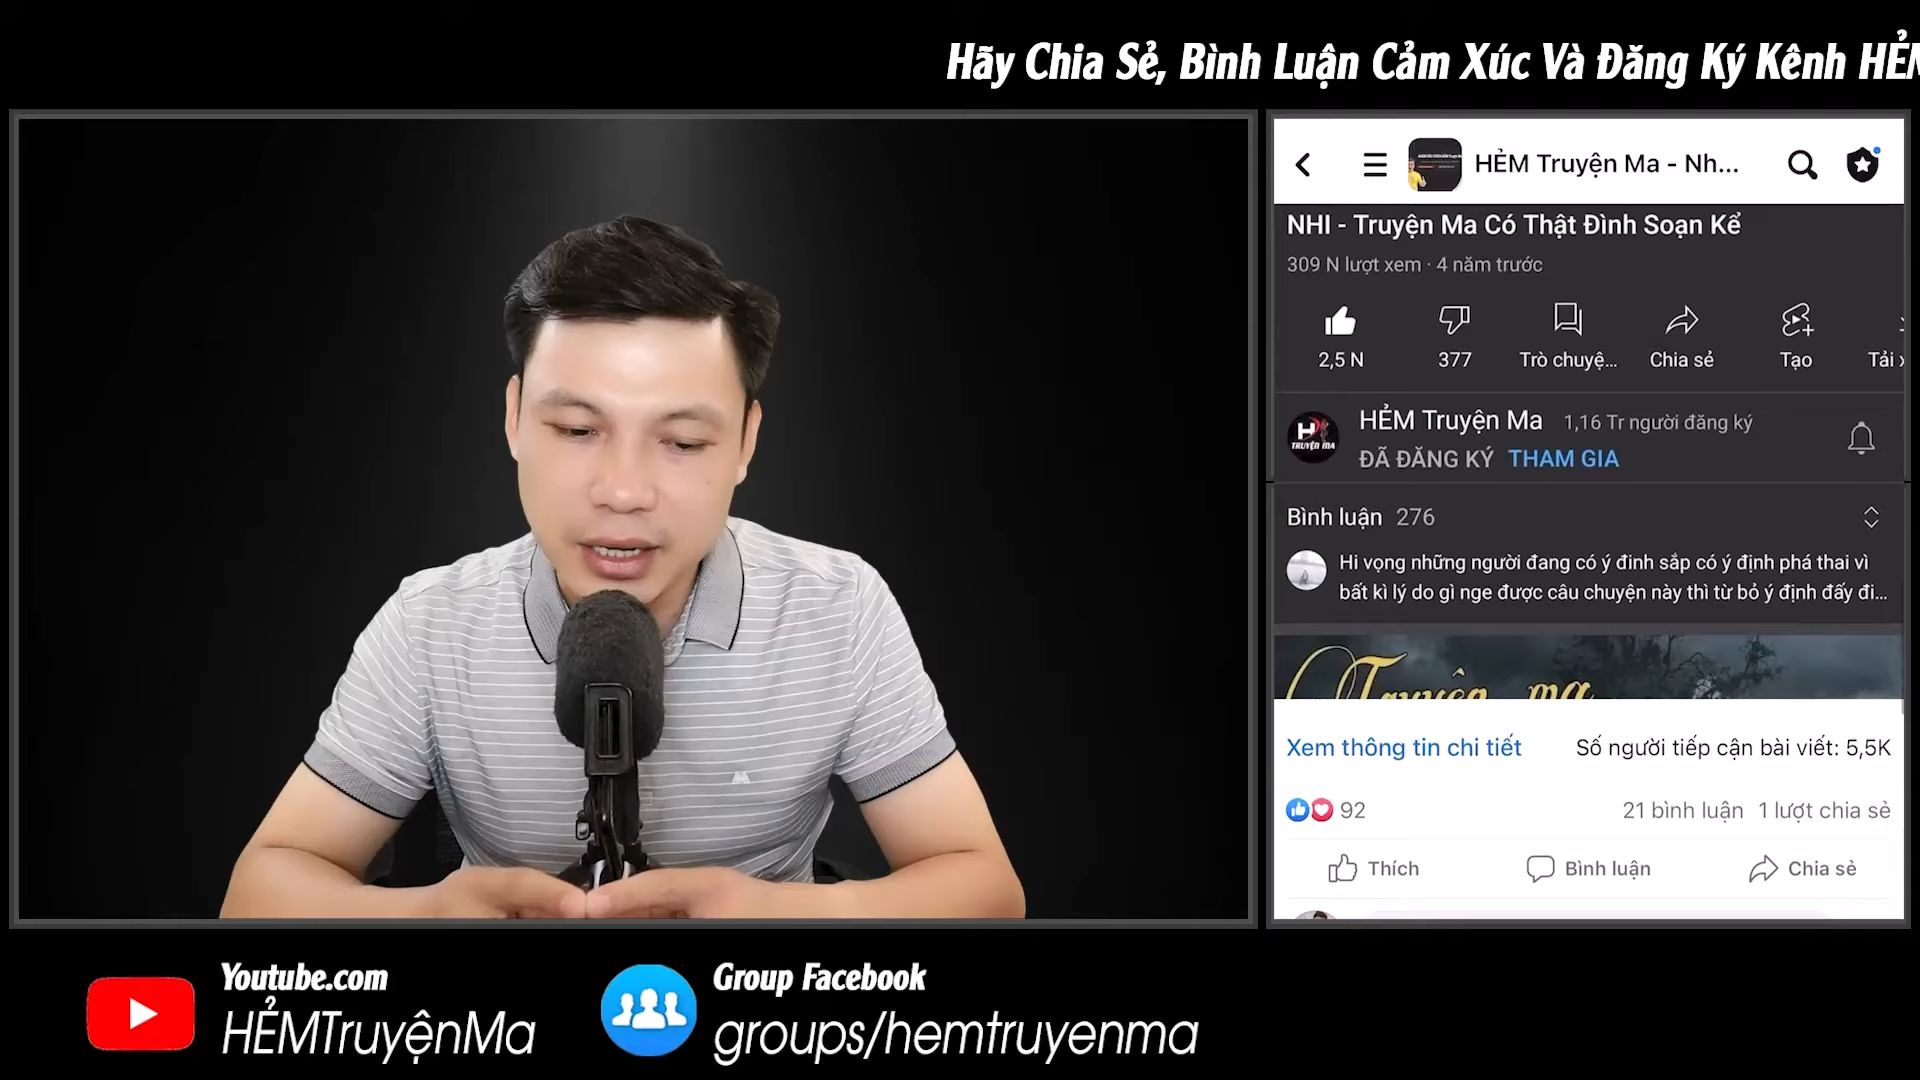 Hãy Chia Sẻ, Bình Luận Cảm Xúc Và Đăng Ký Kênh
HẺM Truyện Ma - Nh...
NHI - Truyện Ma Có Thật Đình Soạn Kể
309 N lượt xem · 4 năm trước
2,5 N 377 Trò chuyệ... Chia sẻ Tạo Tải
HẺM Truyện Ma 1,16 Tr người đăng ký
ĐÃ ĐĂNG KÝ THAM GIA
H TRUYỆN MA
Bình luận 276
Hi vọng những người đang có ý đinh sắp có ý định phá thai vì
bất kì lý do gì nge được câu chuyện này thì từ bỏ ý định đấy đi...
Truyện ma
Xem thông tin chi tiết Số người tiếp cận bài viết: 5,5K
92 21 bình luận 1 lượt chia sẻ
Thích Bình luận Chia sẻ
Youtube.com
HẺMTruyệnMa
Group Facebook
groups/hemtruyenma